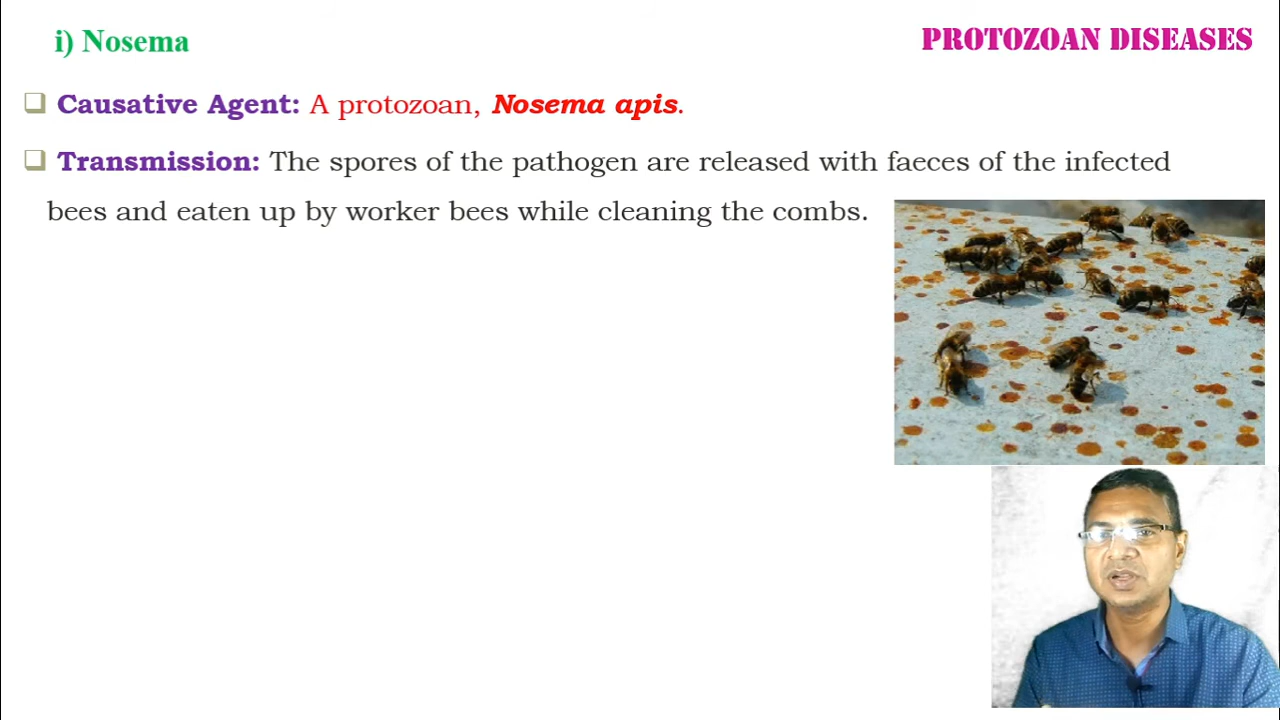 i) Nosema
PROTOZOAN DISEASES
❑ Causative Agent: A protozoan, Nosema apis.
❑ Transmission: The spores of the pathogen are released with faeces of the infected
bees and eaten up by worker bees while cleaning the combs.